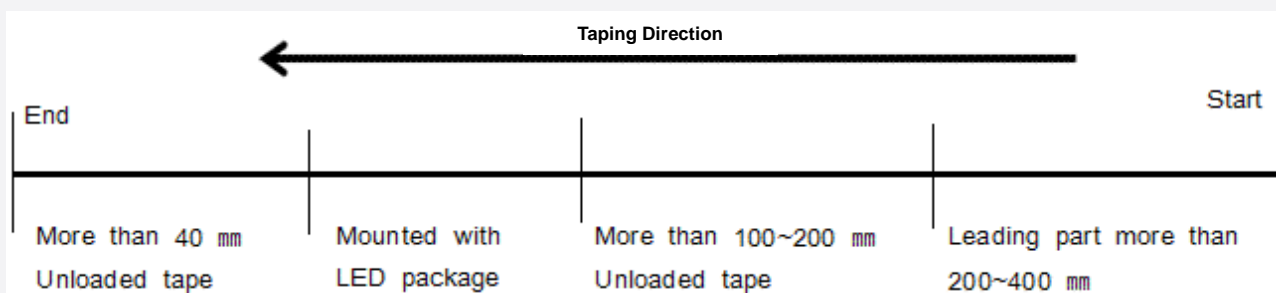 Taping Direction
End
Start
More than 40 mm
Unloaded tape
Mounted with
LED package
More than 100~200 mm
Unloaded tape
Leading part more than
200~400 mm